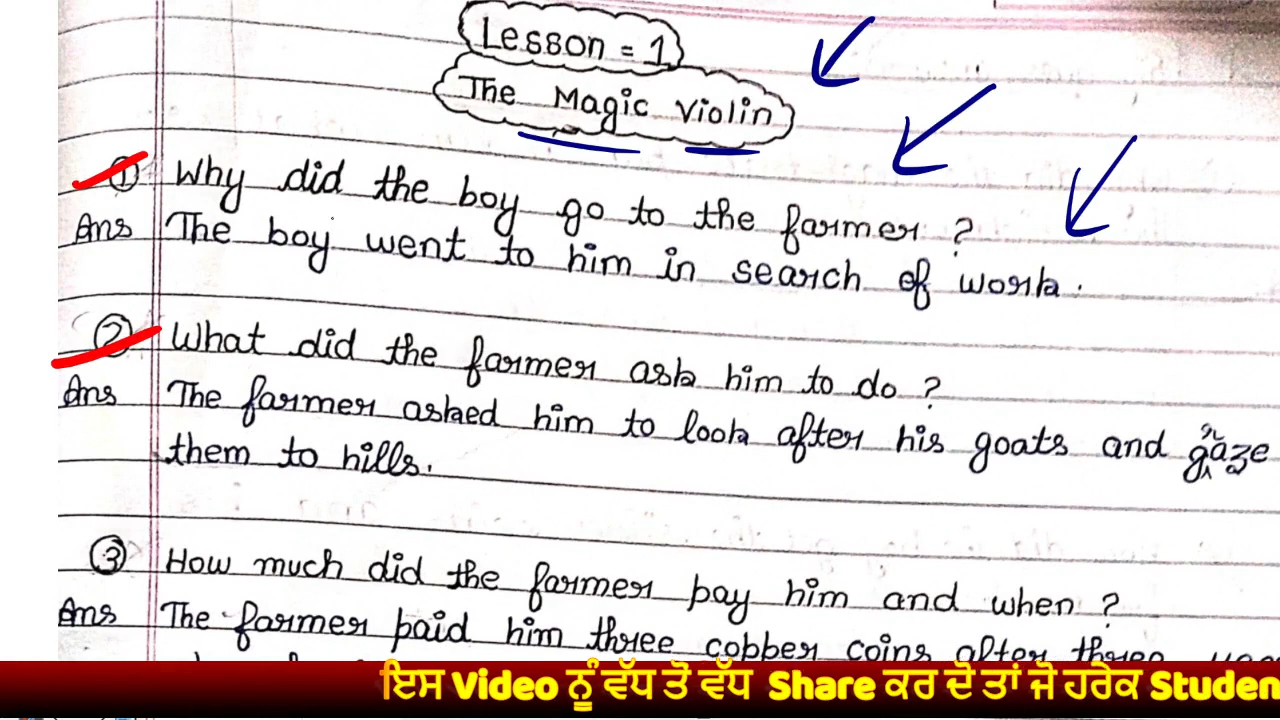 Lesson = 1
The Magic Violin
① Why did the boy go to the farmer ?
Ans The boy went to him in search of work.
② What did the farmer ask him to do ?
Ans The farmer asked him to look after his goats and graze
them to hills.
③ How much did the farmer pay him and when ?
Ans The farmer paid him three copper coins after three
ਇਸ Video ਨੂੰ ਵੱਧ ਤੋਂ ਵੱਧ Share ਕਰ ਦੋ ਤਾਂ ਜੋ ਹਰੇਕ Studen